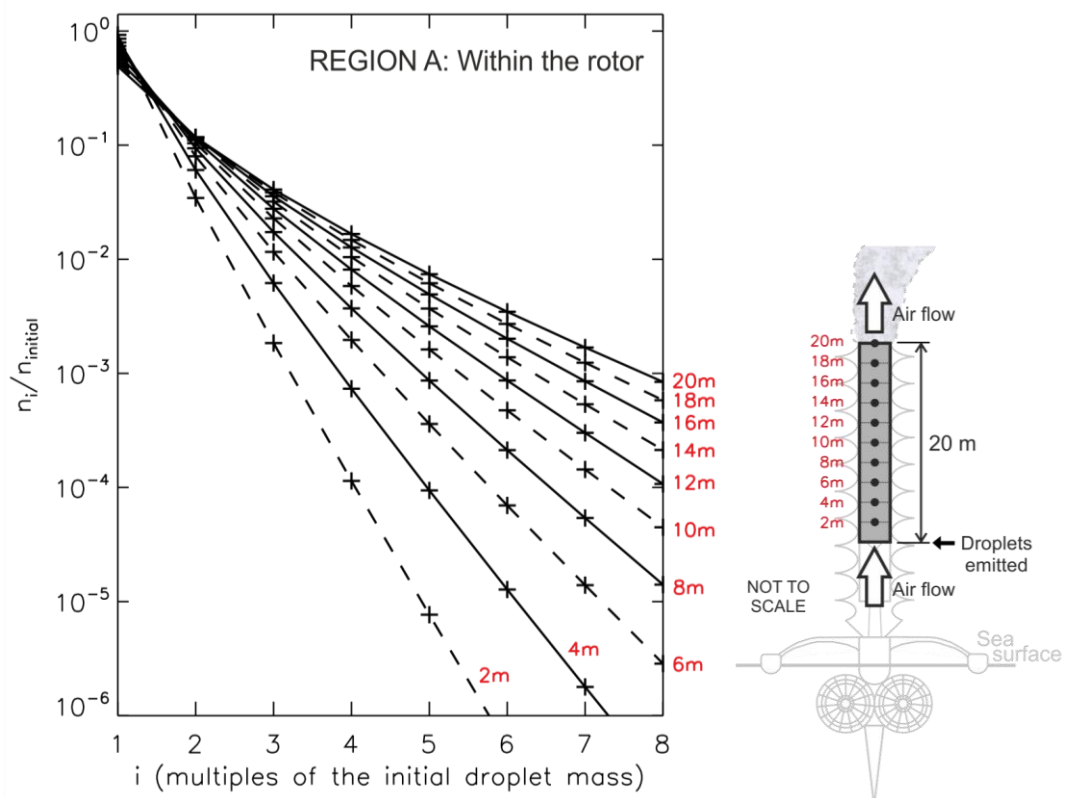 REGION A: Within the rotor
10⁰
10⁻¹
10⁻²
10⁻³
10⁻⁴
10⁻⁵
10⁻⁶
nᵢ/n_initial
1 2 3 4 5 6 7 8
i (multiples of the initial droplet mass)
20m
18m
16m
14m
12m
10m
8m
6m
4m
2m
Air flow
20m
18m
16m
14m
12m
10m
8m
6m
4m
2m
20 m
Droplets
emitted
Air flow
NOT TO
SCALE
Sea
surface